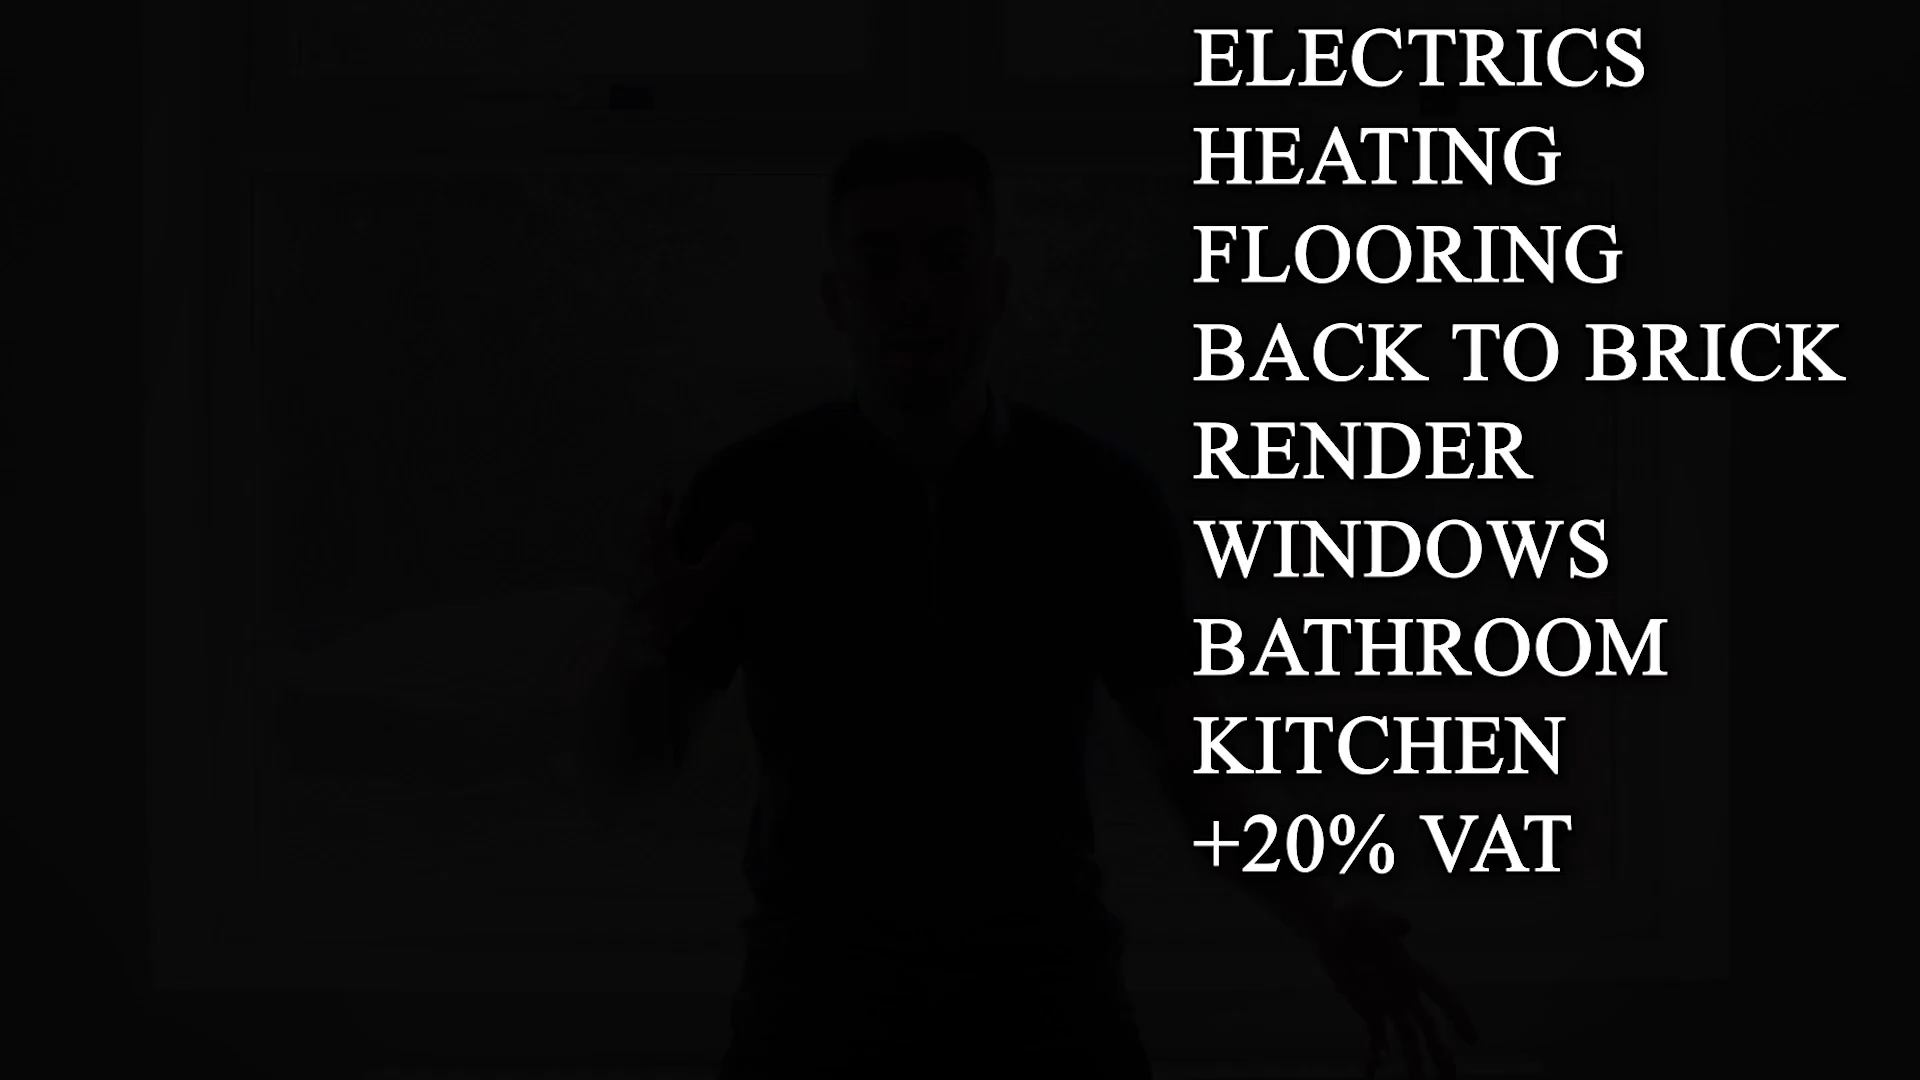 ELECTRICS
HEATING
FLOORING
BACK TO BRICK
RENDER
WINDOWS
BATHROOM
KITCHEN
+20% VAT